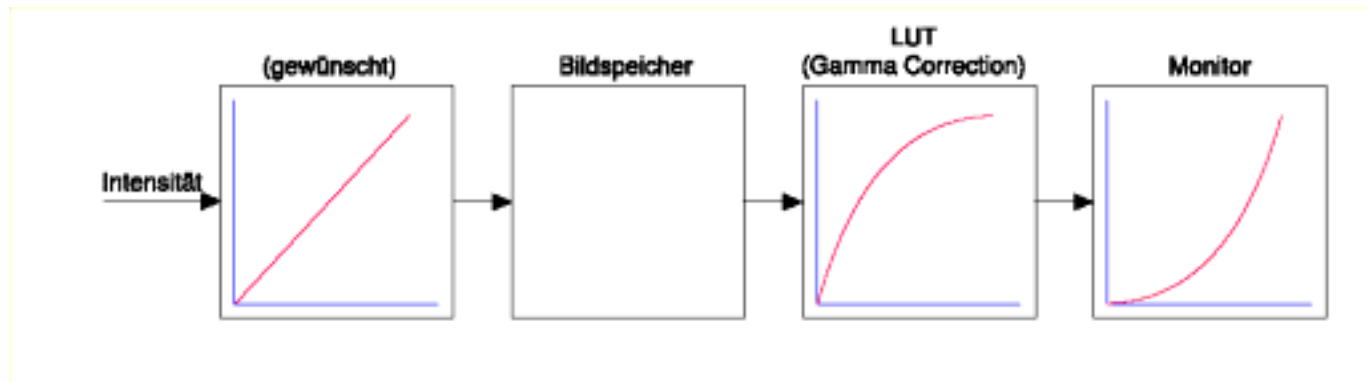 Intensität
(gewünscht)
Bildspeicher
LUT
(Gamma Correction)
Monitor